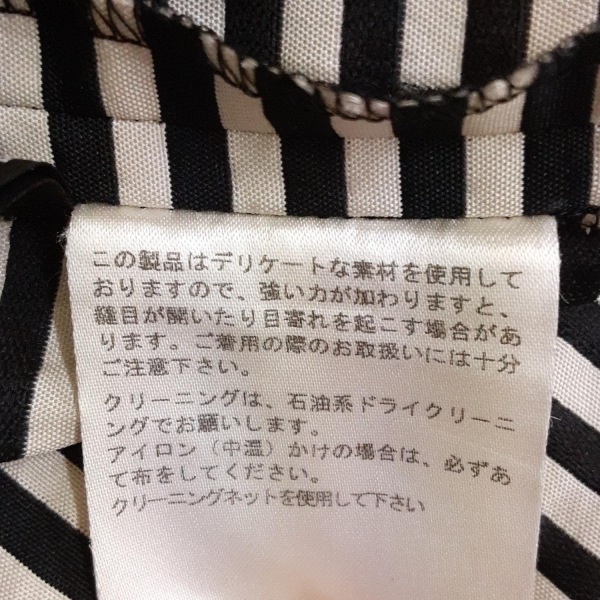 この製品はデリケートな素材を使用して
おりますので、強い力が加わりますと、
縫目が開いたり目寄れを起こす場合があ
ります。ご着用の際のお取扱いには十分
ご注意下さい。
クリーニングは、石油系ドライクリーニ
ングでお願いします。
アイロン（中温）かけの場合は、必ずあ
て布をしてください。
クリーニングネットを使用して下さい